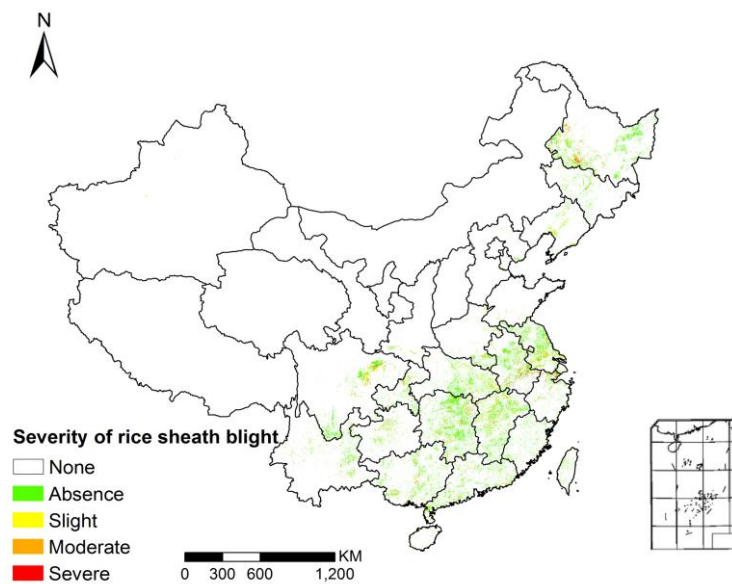 N
Severity of rice sheath blight
None
Absence
Slight
Moderate
Severe
KM
0 300 600 1,200